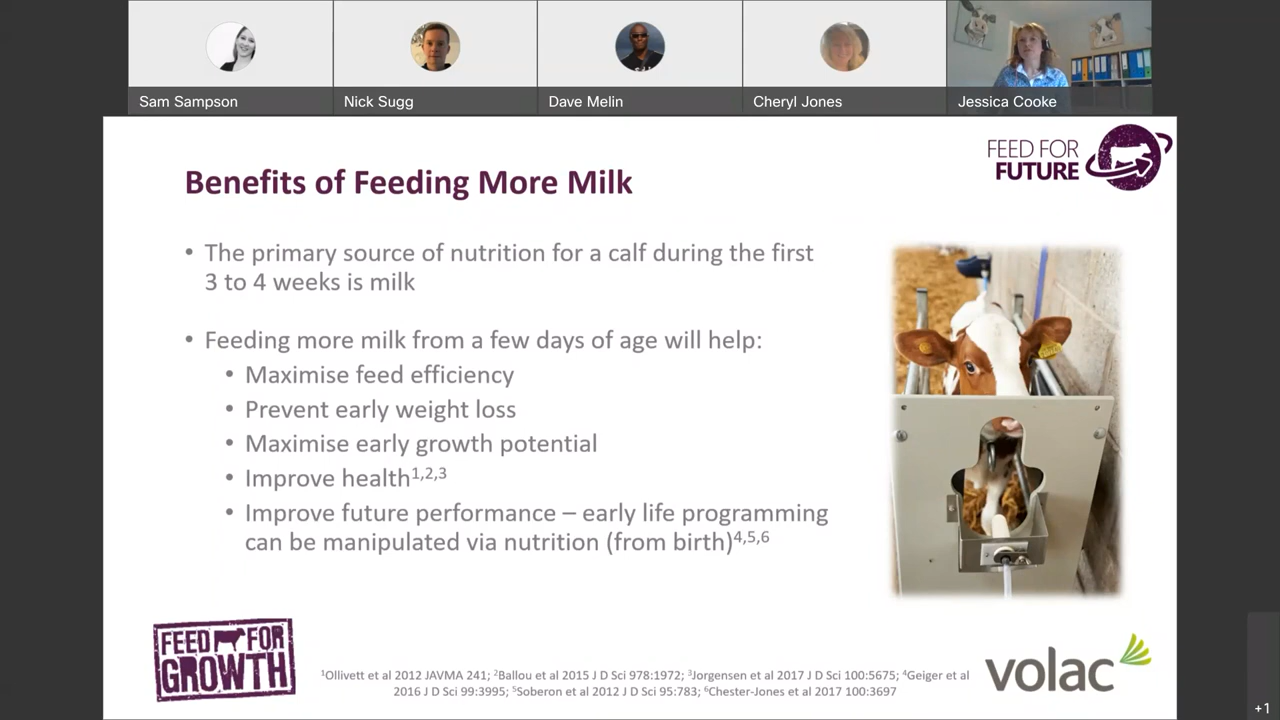 Sam Sampson
Nick Sugg
Dave Melin
Cheryl Jones
Jessica Cooke
FEED FOR
FUTURE
Benefits of Feeding More Milk
• The primary source of nutrition for a calf during the first
3 to 4 weeks is milk
• Feeding more milk from a few days of age will help:
• Maximise feed efficiency
• Prevent early weight loss
• Maximise early growth potential
• Improve health1,2,3
• Improve future performance – early life programming
can be manipulated via nutrition (from birth)4,5,6
FEED FOR
GROWTH
1Ollivett et al 2012 JAVMA 241; 2Ballou et al 2015 J D Sci 978:1972; 3Jorgensen et al 2017 J D Sci 100:5675; 4Geiger et al
2016 J D Sci 99:3995; 5Soberon et al 2012 J D Sci 95:783; 6Chester-Jones et al 2017 100:3697
volac
+1